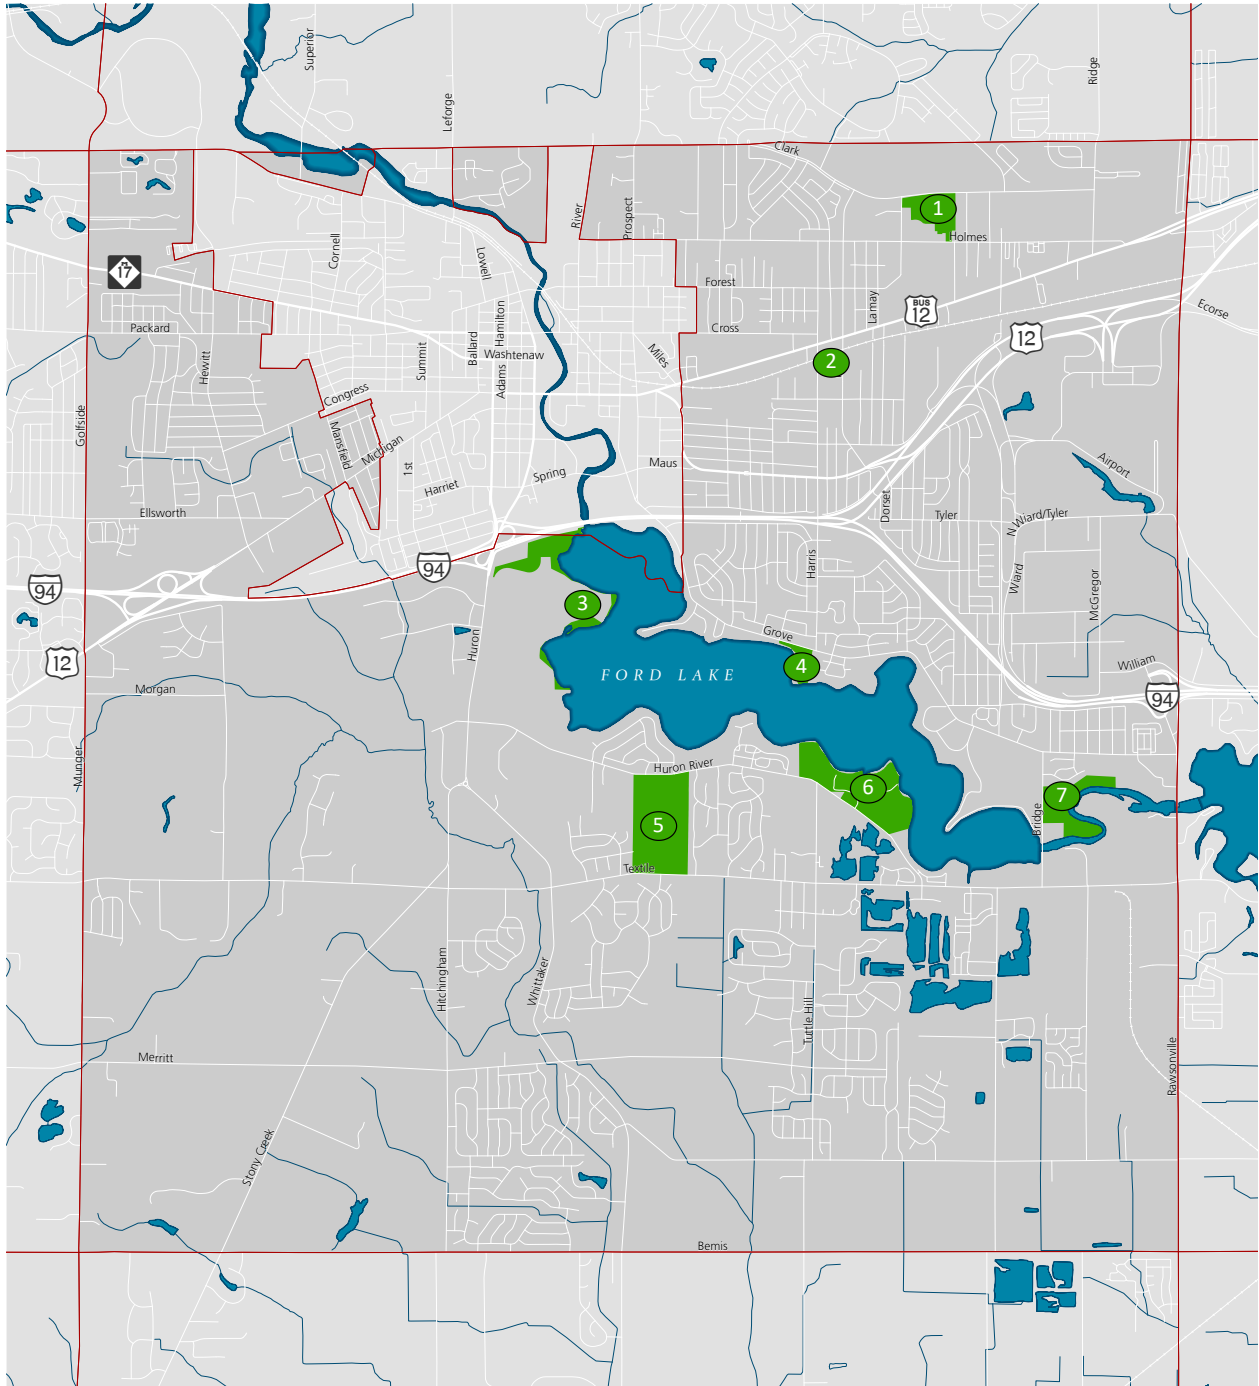 Superior
Ridge
Leforge
Clark
1
River
Prospect
Holmes
Cornell
Lowell
M
17
Forest
Lamay
BUS
12
Ecorse
Packard
Hamilton
Cross
12
Hewitt
Summit
Ballard
Washtenaw
Miles
2
Adams
Congress
Golfside
Mansfield
Michigan
1st
Maus
Airport
Spring
Harriet
Ellsworth
Dorset
Tyler
N Wiard/Tyler
Harris
94
94
Wiard
McGregor
3
Huron
Grove
12
FORD LAKE
4
William
Morgan
94
Munger
Huron River
6
7
5
Bridge
Textile
Hitchingham
Whittaker
Tuttle Hill
Merritt
Rawsonville
Stony Creek
Bemis